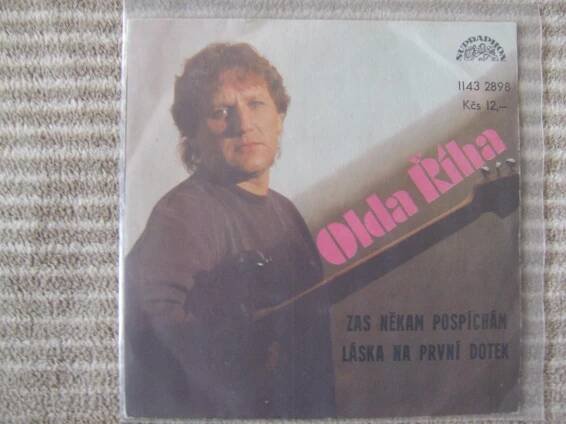 SUPRAPHON
1143 2898
Kčs 12,–
Olda Říha
ZAS NĚKAM POSPÍCHÁM
LÁSKA NA PRVNÍ DOTEK